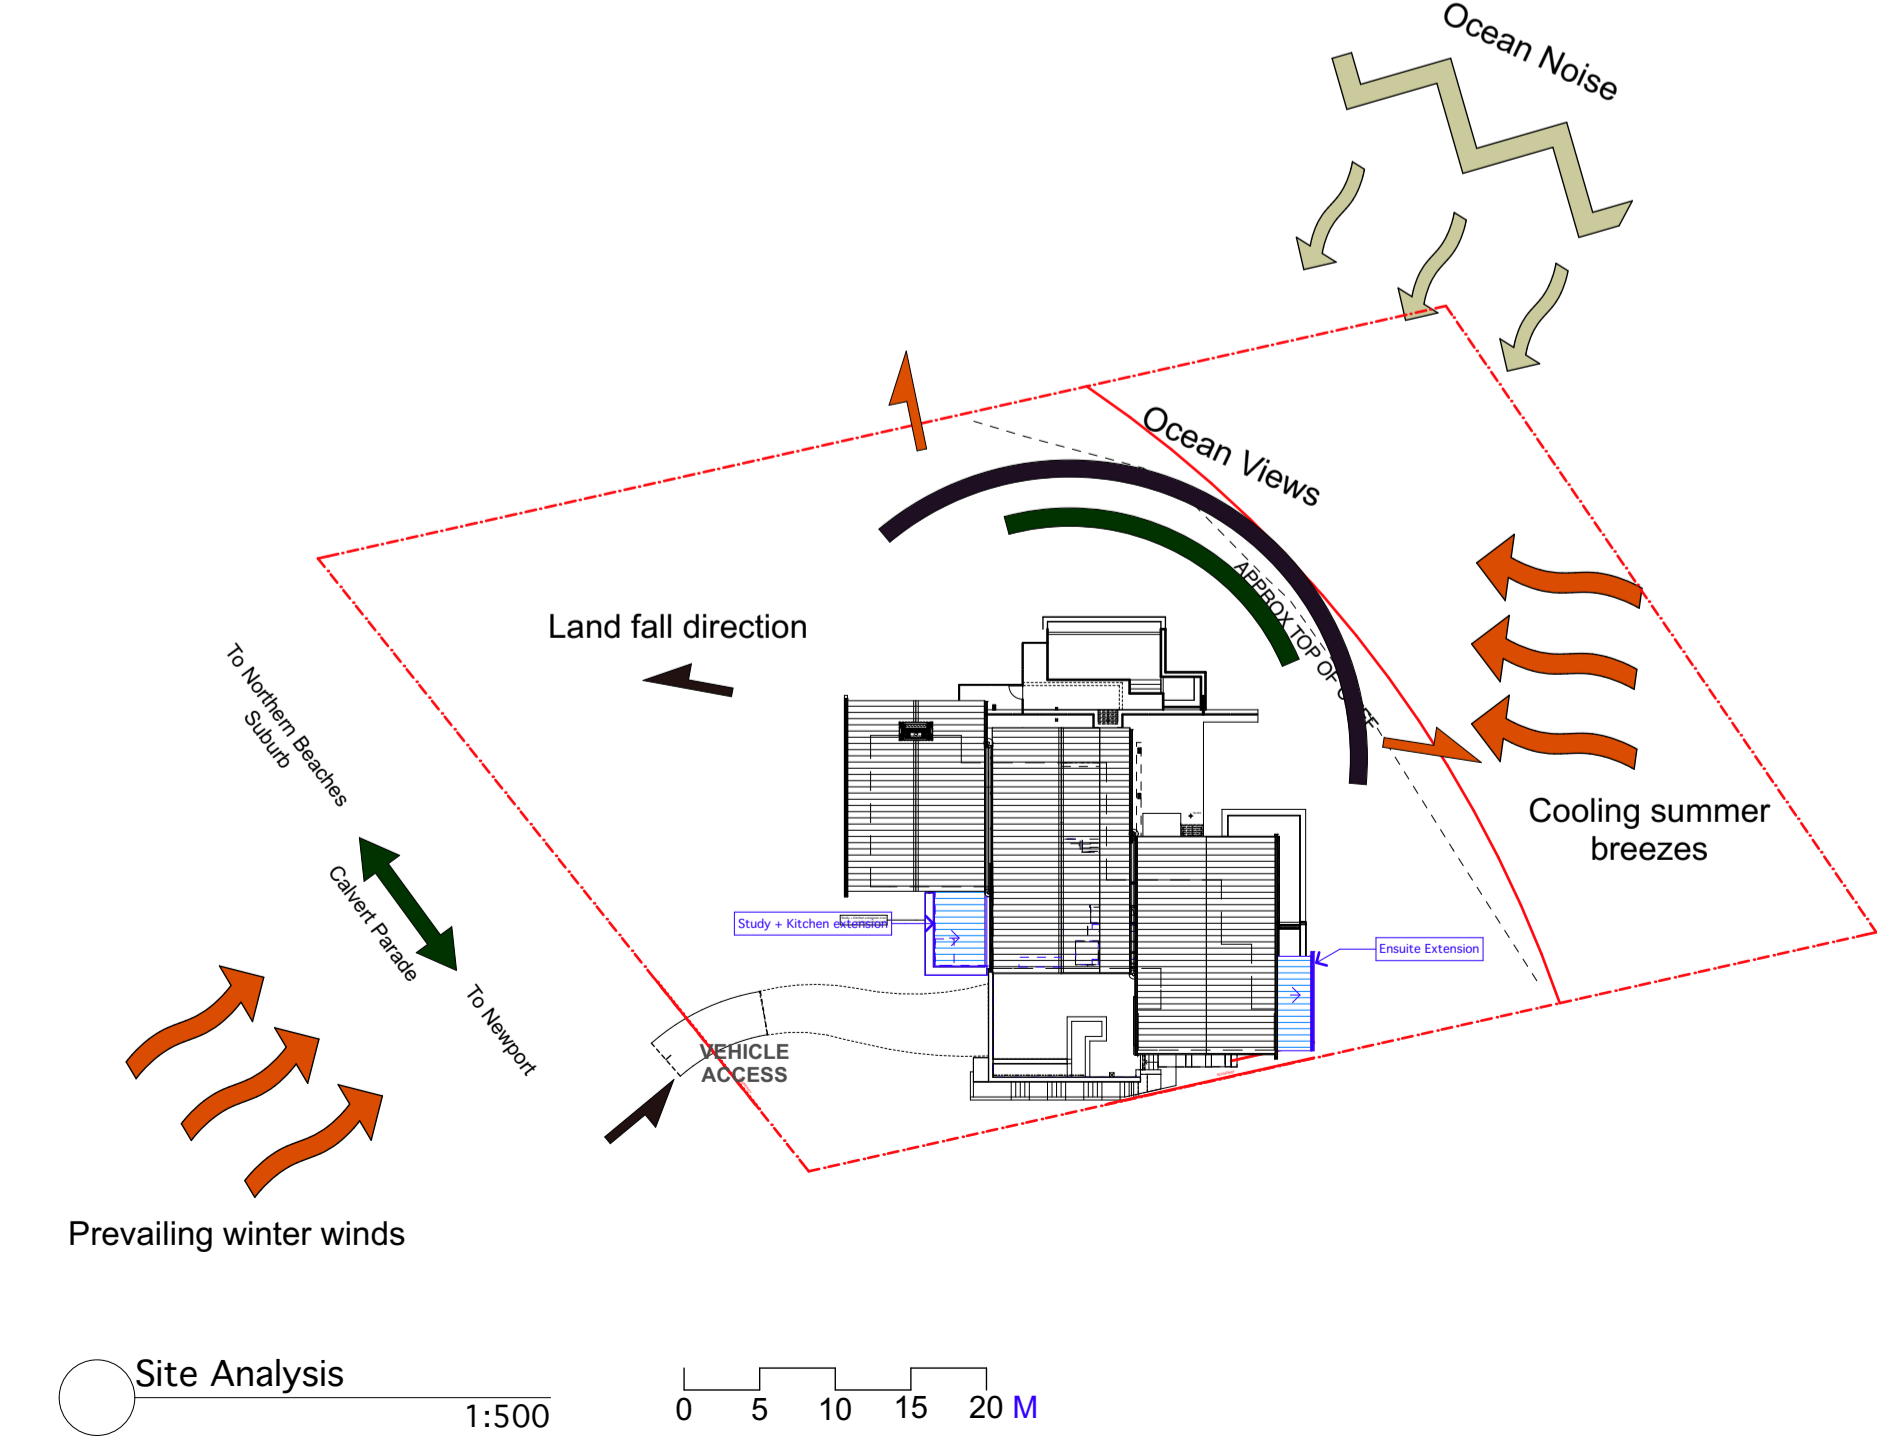 Ocean Noise
Ocean Views
APPROX TOP OF
Land fall direction
To Northern Beaches
Suburb
Calvert Parade
To Newport
Cooling summer
breezes
Study + Kitchen extension
Ensuite Extension
VEHICLE
ACCESS
Prevailing winter winds
Site Analysis
1:500
0 5 10 15 20 M